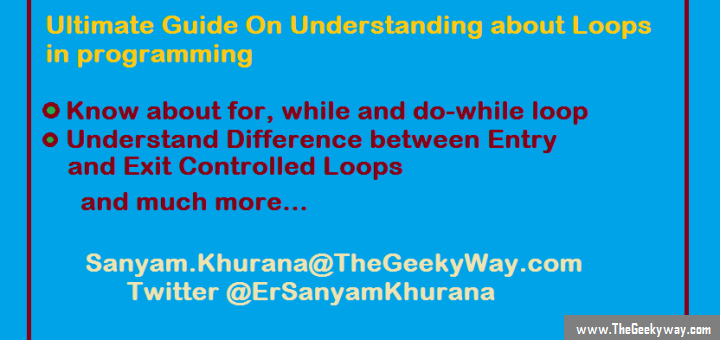 Ultimate Guide On Understanding about Loops
in programming
Know about for, while and do-while loop
Understand Difference between Entry
and Exit Controlled Loops
and much more...
Sanyam.Khurana@TheGeekyWay.com
Twitter @ErSanyamKhurana
www.TheGeekyway.com